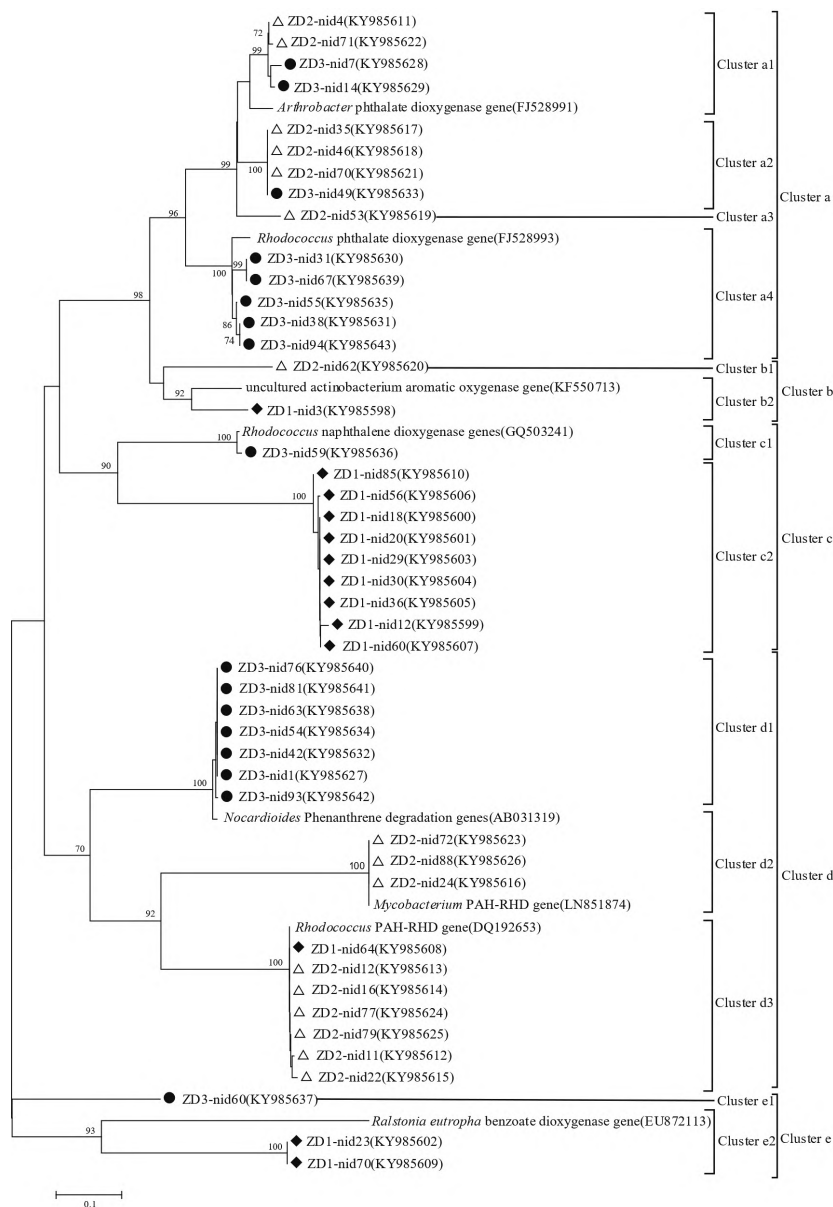 ZD2-nid4(KY985611)
72
ZD2-nid71(KY985622)
99
ZD3-nid7(KY985628)
Cluster a1
ZD3-nid14(KY985629)
Arthrobacter phthalate dioxygenase gene(FJ528991)
ZD2-nid35(KY985617)
ZD2-nid46(KY985618)
99
100
ZD2-nid70(KY985621)
Cluster a2
ZD3-nid49(KY985633)
Cluster a
96
ZD2-nid53(KY985619)
Cluster a3
Rhodococcus phthalate dioxygenase gene(FJ528993)
ZD3-nid31(KY985630)
99
100
ZD3-nid67(KY985639)
Cluster a4
98
ZD3-nid55(KY985635)
86
ZD3-nid38(KY985631)
74
ZD3-nid94(KY985643)
ZD2-nid62(KY985620)
Cluster b1
uncultured actinobacterium aromatic oxygenase gene(KF550713)
Cluster b
92
ZD1-nid3(KY985598)
Cluster b2
Rhodococcus naphthalene dioxygenase genes(GQ503241)
100
Cluster c1
ZD3-nid59(KY985636)
90
ZD1-nid85(KY985610)
100
ZD1-nid56(KY985606)
ZD1-nid18(KY985600)
ZD1-nid20(KY985601)
Cluster c
ZD1-nid29(KY985603)
Cluster c2
ZD1-nid30(KY985604)
ZD1-nid36(KY985605)
ZD1-nid12(KY985599)
ZD1-nid60(KY985607)
ZD3-nid76(KY985640)
ZD3-nid81(KY985641)
ZD3-nid63(KY985638)
ZD3-nid54(KY985634)
Cluster d1
ZD3-nid42(KY985632)
ZD3-nid1(KY985627)
100
ZD3-nid93(KY985642)
Nocardioides Phenanthrene degradation genes(AB031319)
ZD2-nid72(KY985623)
70
100
ZD2-nid88(KY985626)
Cluster d2
Cluster d
ZD2-nid24(KY985616)
Mycobacterium PAH-RHD gene(LN851874)
92
Rhodococcus PAH-RHD gene(DQ192653)
ZD1-nid64(KY985608)
100
ZD2-nid12(KY985613)
ZD2-nid16(KY985614)
Cluster d3
ZD2-nid77(KY985624)
ZD2-nid79(KY985625)
ZD2-nid11(KY985612)
ZD2-nid22(KY985615)
ZD3-nid60(KY985637)
Cluster e1
Ralstonia eutropha benzoate dioxygenase gene(EU872113)
93
ZD1-nid23(KY985602)
Cluster e2
Cluster e
100
ZD1-nid70(KY985609)
0.1